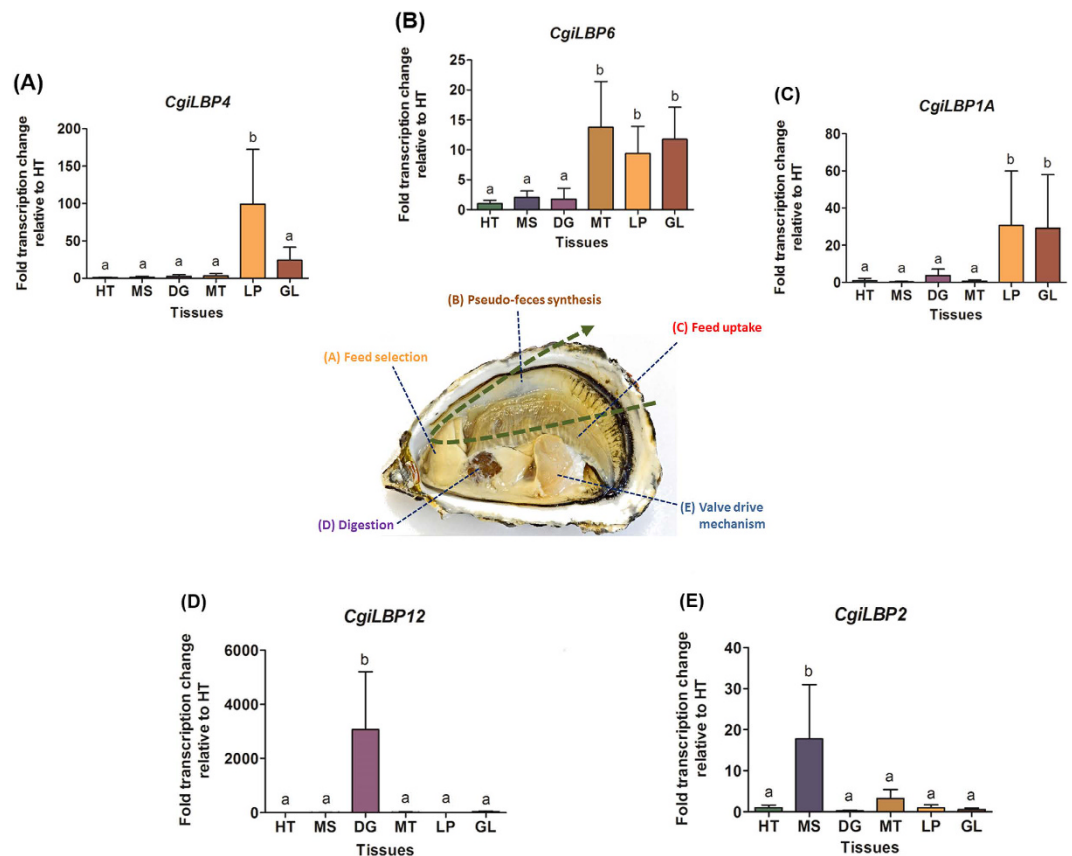 (A)
CgiLBP4
Fold transcription change
relative to HT
200
150
100
50
0
a
a
a
a
b
a
HT MS DG MT LP GL
Tissues
(B)
CgiLBP6
Fold transcription change
relative to HT
25
20
15
10
5
0
a
a
a
b
b
b
HT MS DG MT LP GL
Tissues
(C)
CgiLBP1A
Fold transcription change
relative to HT
80
60
40
20
0
a
a
a
a
b
b
HT MS DG MT LP GL
Tissues
(B) Pseudo-feces synthesis
(A) Feed selection
(C) Feed uptake
(D) Digestion
(E) Valve drive
mechanism
(D)
CgiLBP12
Fold transcription change
relative to HT
6000
4000
2000
0
a
a
b
a
a
a
HT MS DG MT LP GL
Tissues
(E)
CgiLBP2
Fold transcription change
relative to HT
40
30
20
10
0
a
b
a
a
a
a
HT MS DG MT LP GL
Tissues